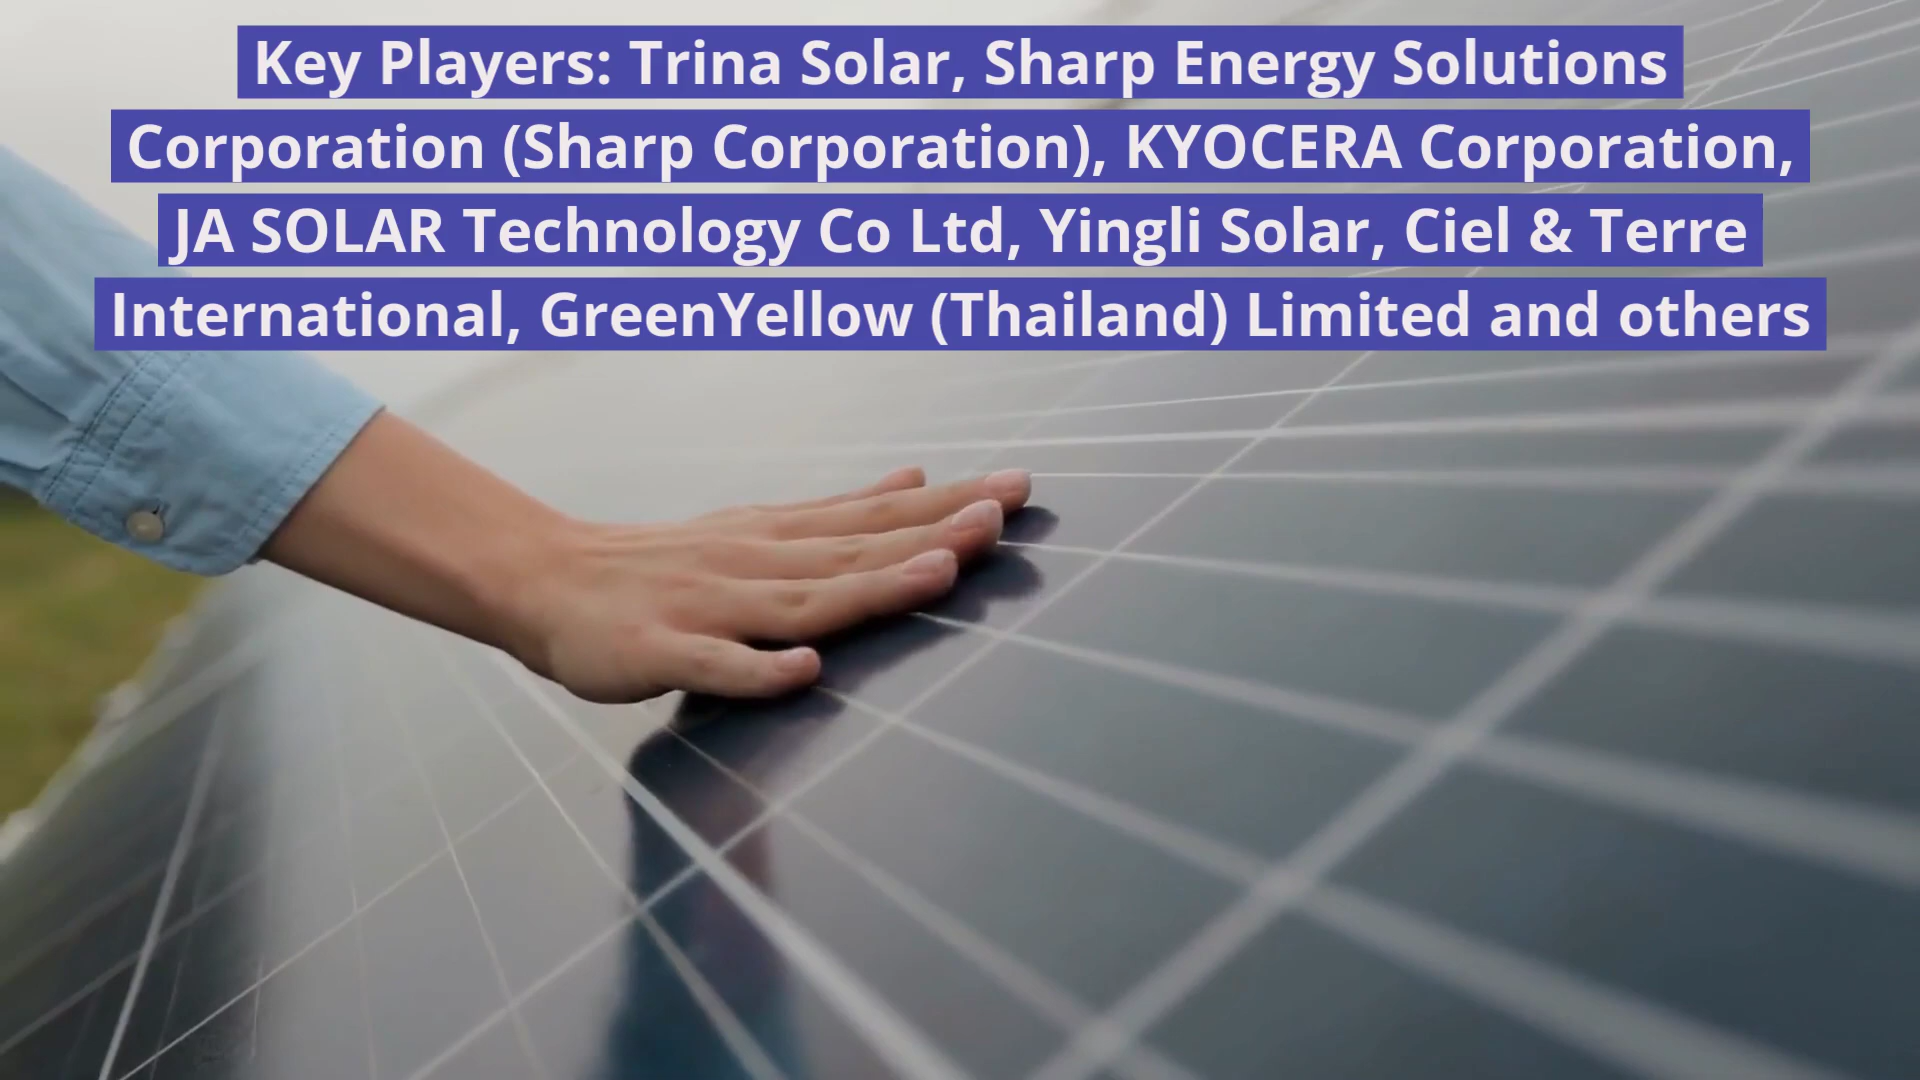 Key Players: Trina Solar, Sharp Energy Solutions
Corporation (Sharp Corporation), KYOCERA Corporation,
JA SOLAR Technology Co Ltd, Yingli Solar, Ciel & Terre
International, GreenYellow (Thailand) Limited and others